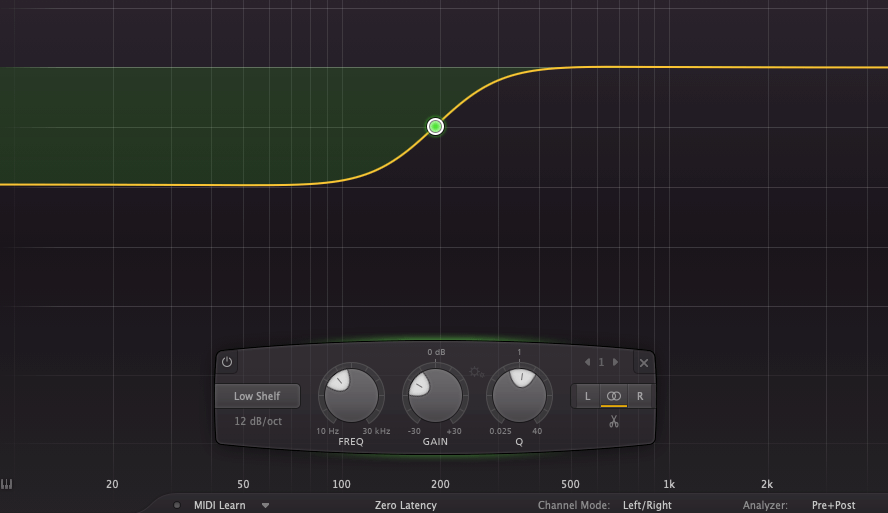 0 dB
1
1
Low Shelf
L
R
12 dB/oct
10 Hz
30 kHz
-30
+30
0.025
40
FREQ
GAIN
Q
20
50
100
200
500
1k
2k
MIDI Learn
Zero Latency
Channel Mode:
Left/Right
Analyzer:
Pre+Post